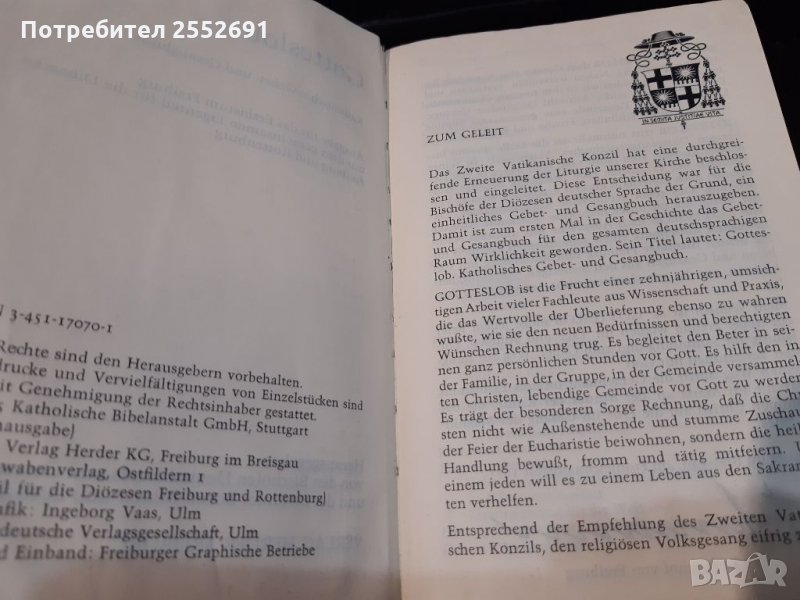 Потребител 2552691
N 3-451-17070-1
Rechte sind den Herausgebern vorbehalten.
drucke und Vervielfältigungen von Einzelstücken sind
it Genehmigung der Rechtsinhaber gestattet.
s Katholische Bibelanstalt GmbH, Stuttgart
nausgabe)
Verlag Herder KG, Freiburg im Breisgau
wabenverlag, Ostfildern 1
il für die Diözesen Freiburg und Rottenburg)
afik: Ingeborg Vaas, Ulm
deutsche Verlagsgesellschaft, Ulm
d Einband: Freiburger Graphische Betriebe
IN SEMITA JUSTITIAE VITA
ZUM GELEIT
Das Zweite Vatikanische Konzil hat eine durchgrei-
fende Erneuerung der Liturgie unserer Kirche beschlos-
sen und eingeleitet. Diese Entscheidung war für die
Bischöfe der Diözesen deutscher Sprache der Grund, ein
einheitliches Gebet- und Gesangbuch herauszugeben.
Damit ist zum ersten Mal in der Geschichte das Gebet-
und Gesangbuch für den gesamten deutschsprachigen
Raum Wirklichkeit geworden. Sein Titel lautet: Gottes-
lob. Katholisches Gebet- und Gesangbuch.
GOTTESLOB ist die Frucht einer zehnjährigen, umsich-
tigen Arbeit vieler Fachleute aus Wissenschaft und Praxis,
die das Wertvolle der Überlieferung ebenso zu wahren
wußte, wie sie den neuen Bedürfnissen und berechtigten
Wünschen Rechnung trug. Es begleitet den Beter in sei-
nen ganz persönlichen Stunden vor Gott. Es hilft den in
der Familie, in der Gruppe, in der Gemeinde versammel
ten Christen, lebendige Gemeinde vor Gott zu werden
Es trägt der besonderen Sorge Rechnung, daß die Chr
sten nicht wie Außenstehende und stumme Zuschau
der Feier der Eucharistie beiwohnen, sondern die heil
Handlung bewußt, fromm und tätig mitfeiern.
einem jeden will es zu einem Leben aus den Sakran
ten verhelfen.
Entsprechend der Empfehlung des Zweiten Vat
schen Konzils, den religiösen Volksgesang eifrig z
BAZAR